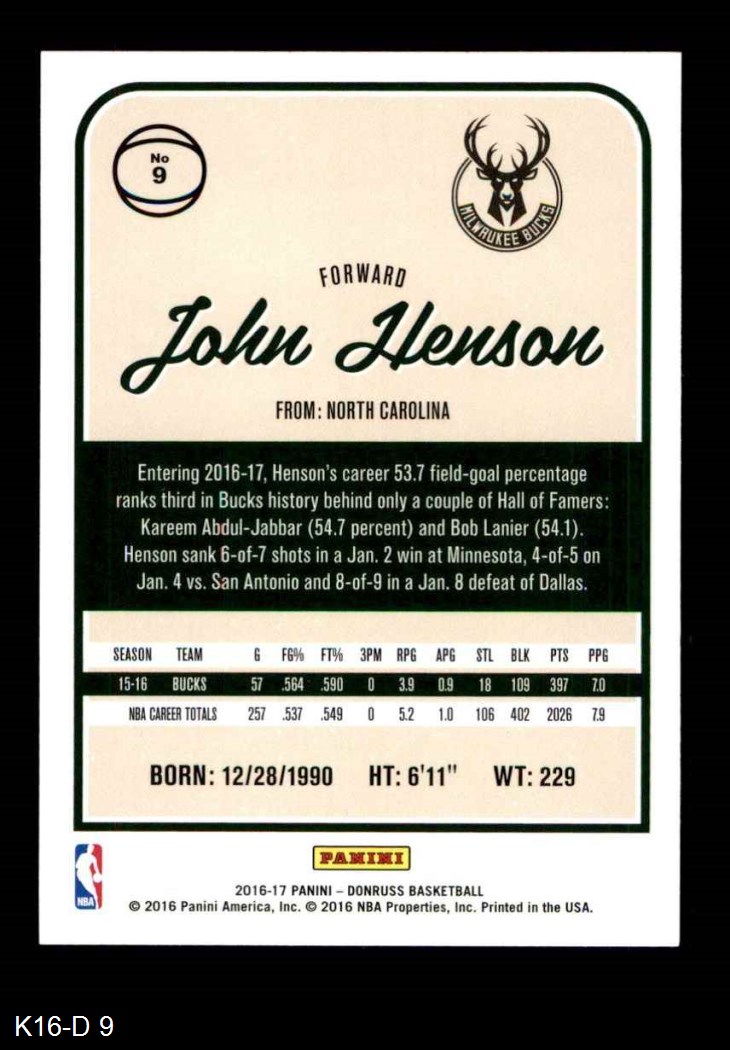 No
9
MILWAUKEE BUCKS
FORWARD
John Henson
FROM: NORTH CAROLINA
Entering 2016-17, Henson's career 53.7 field-goal percentage
ranks third in Bucks history behind only a couple of Hall of Famers:
Kareem Abdul-Jabbar (54.7 percent) and Bob Lanier (54.1).
Henson sank 6-of-7 shots in a Jan. 2 win at Minnesota, 4-of-5 on
Jan. 4 vs. San Antonio and 8-of-9 in a Jan. 8 defeat of Dallas.
SEASON TEAM G FG% FT% 3PM RPG APG STL BLK PTS PPG
15-16 BUCKS 57 .564 .590 0 3.9 0.9 18 109 397 7.0
NBA CAREER TOTALS 257 .537 .549 0 5.2 1.0 106 402 2026 7.9
BORN: 12/28/1990 HT: 6'11" WT: 229
PANINI
NBA
2016-17 PANINI – DONRUSS BASKETBALL
© 2016 Panini America, Inc. © 2016 NBA Properties, Inc. Printed in the USA.
K16-D 9